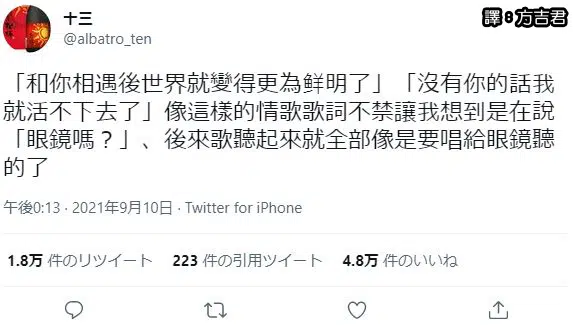 十三
@albatro_ten
譯:方吉君
「和你相遇後世界就變得更為鮮明了」「沒有你的話我
就活不下去了」像這樣的情歌歌詞不禁讓我想到是在說
「眼鏡嗎？」、後來歌聽起來就全部像是要唱給眼鏡聽
的了
午後0:13 · 2021年9月10日 · Twitter for iPhone
1.8万 件のリツイート 223 件の引用ツイート 4.8万 件のいいね